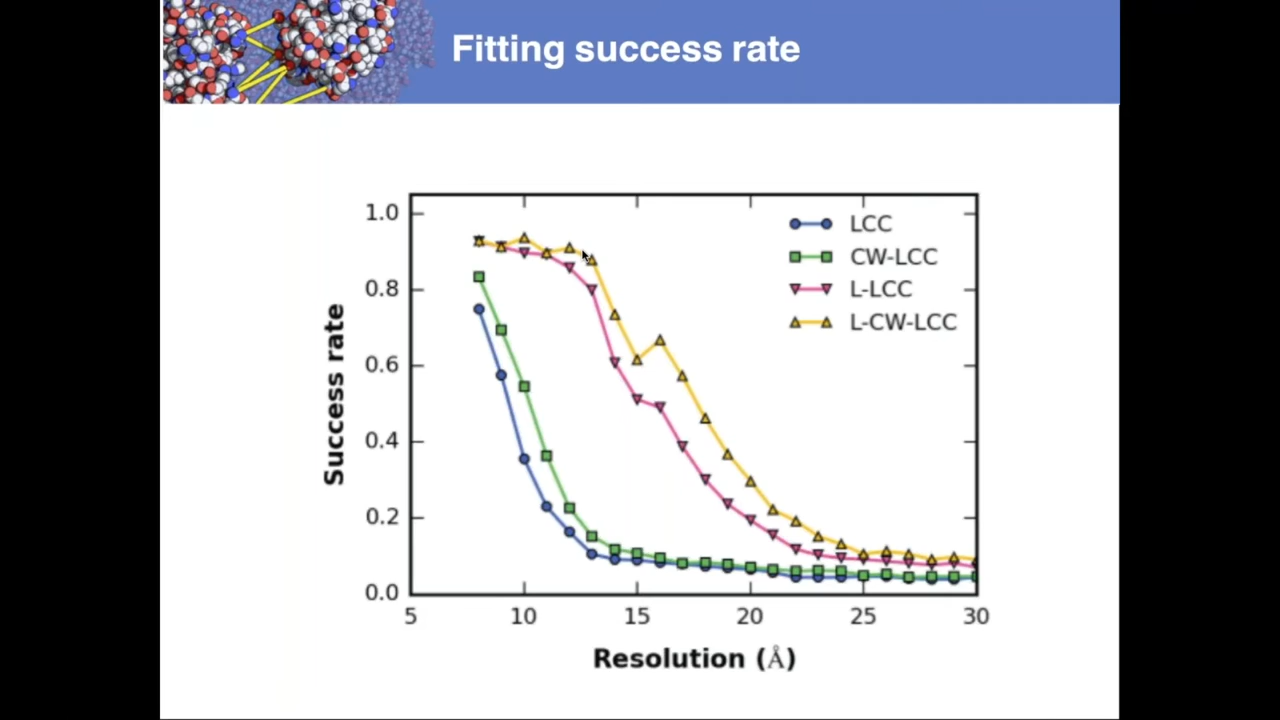 Fitting success rate
1.0
0.8
0.6
0.4
0.2
0.0
Success rate
LCC
CW-LCC
L-LCC
L-CW-LCC
5 10 15 20 25 30
Resolution (Å)